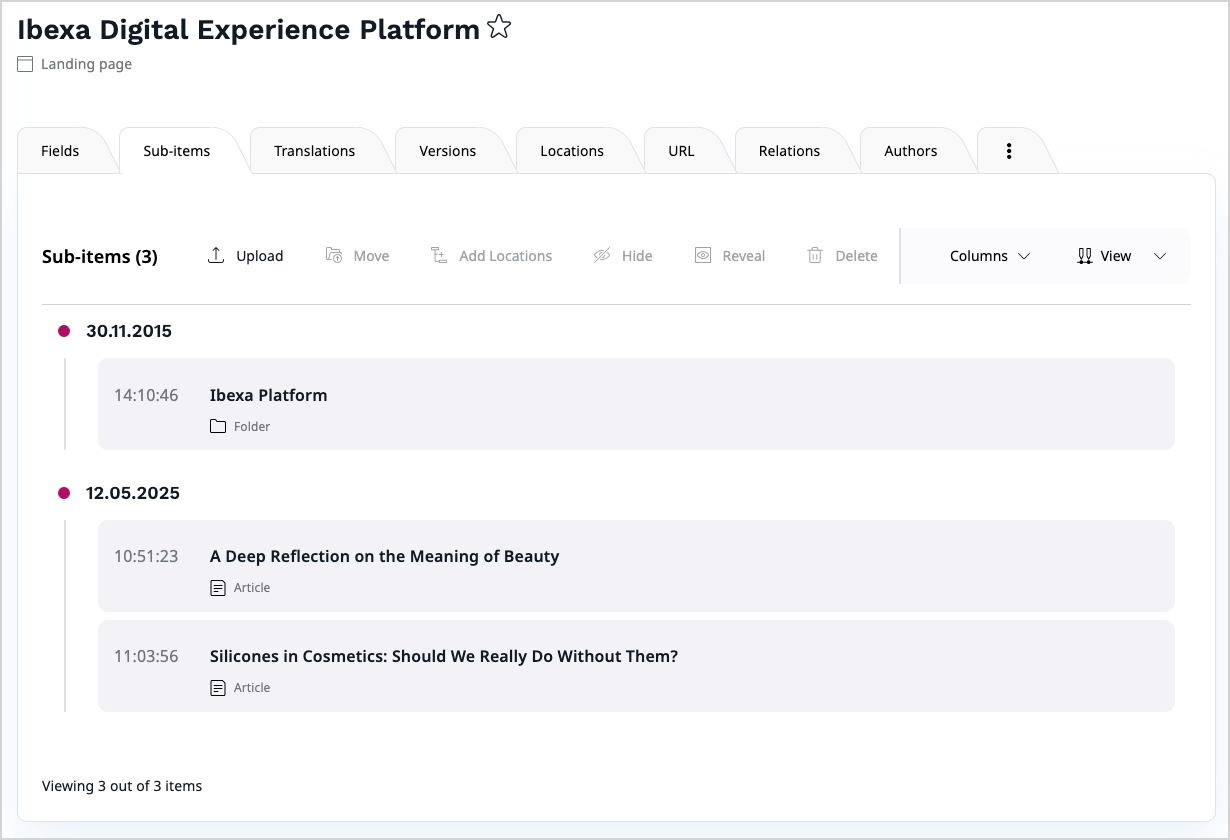 Ibexa Digital Experience Platform
Landing page
Fields Sub-items Translations Versions Locations URL Relations Authors
Sub-items (3) Upload Move Add Locations Hide Reveal Delete Columns View
30.11.2015
14:10:46 Ibexa Platform
Folder
12.05.2025
10:51:23 A Deep Reflection on the Meaning of Beauty
Article
11:03:56 Silicones in Cosmetics: Should We Really Do Without Them?
Article
Viewing 3 out of 3 items